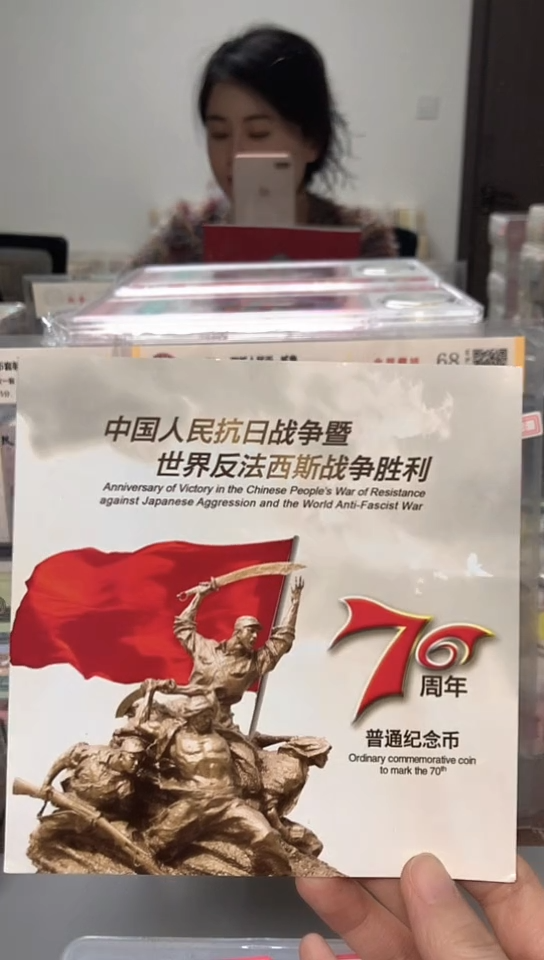 68
中国人民抗日战争暨
世界反法西斯战争胜利
Anniversary of Victory in the Chinese People's War of Resistance
against Japanese Aggression and the World Anti-Fascist War
70
周年
普通纪念币
Ordinary commemorative coin
to mark the 70th